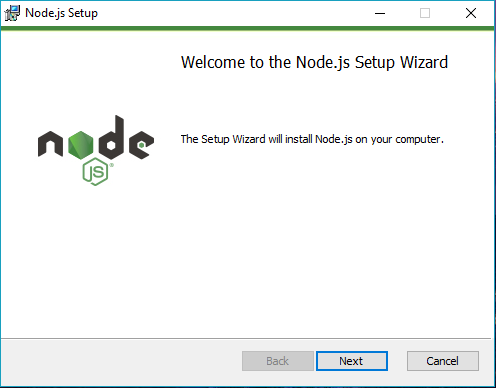 Node.js Setup
Welcome to the Node.js Setup Wizard
node
JS®
The Setup Wizard will install Node.js on your computer.
Back
Next
Cancel